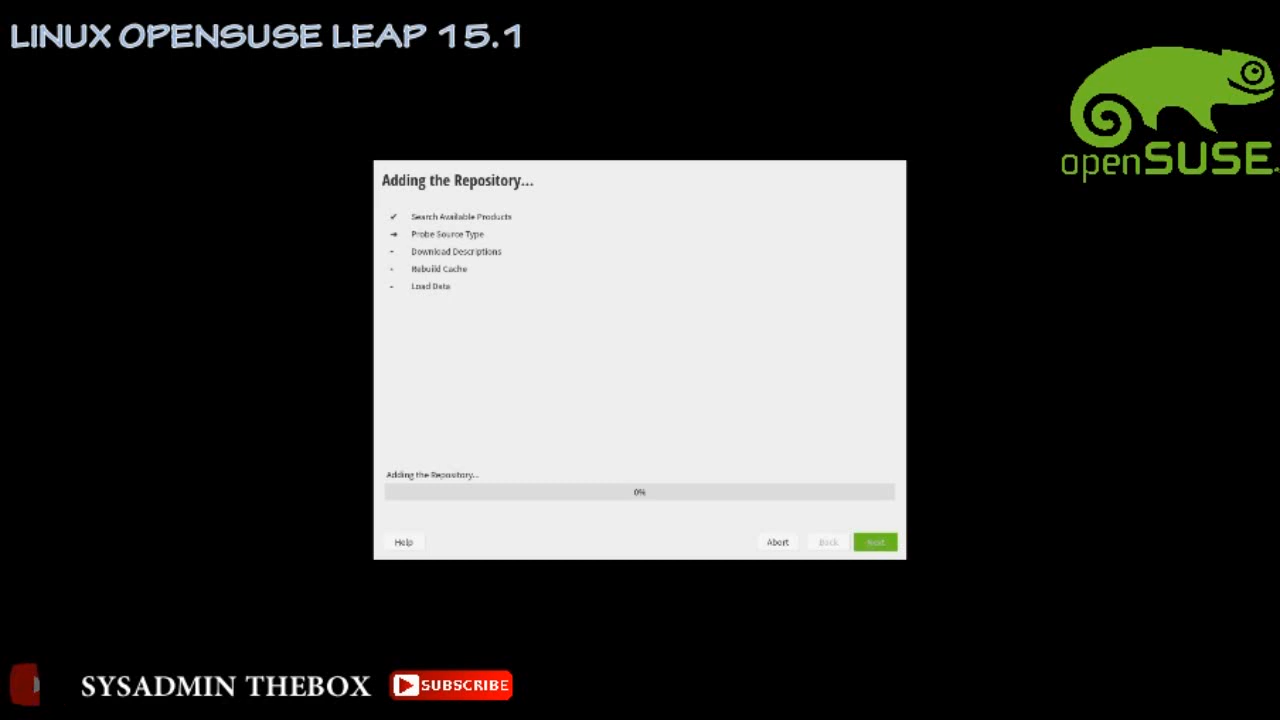 LINUX OPENSUSE LEAP 15.1
openSUSE.
Adding the Repository...
✔ Search Available Products
➔ Probe Source Type
- Download Descriptions
- Rebuild Cache
- Load Data
Adding the Repository...
0%
Help Abort Back Next
SYSADMIN THEBOX SUBSCRIBE